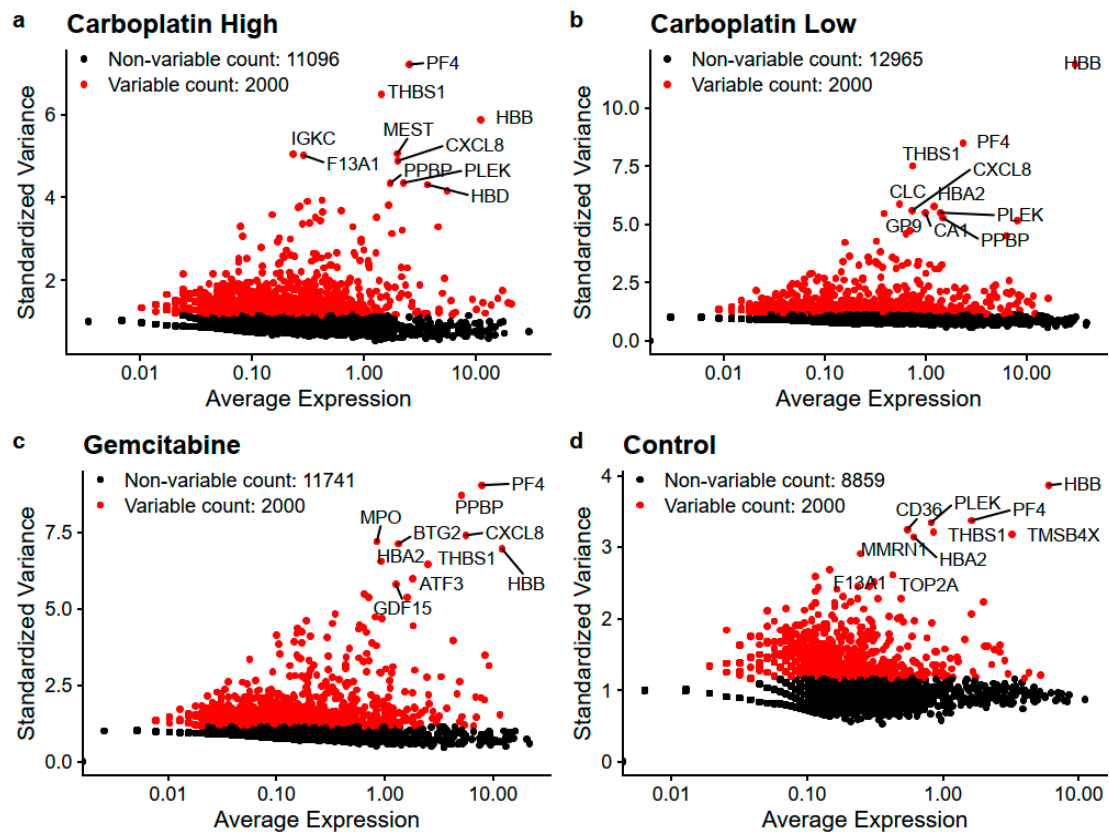 a Carboplatin High
Non-variable count: 11096
Variable count: 2000
PF4
THBS1
HBB
IGKC
MEST
F13A1
CXCL8
PPBP
PLEK
HBD
6
4
2
Standardized Variance
0.01 0.10 1.00 10.00
Average Expression
b Carboplatin Low
Non-variable count: 12965
Variable count: 2000
HBB
PF4
THBS1
CXCL8
CLC
HBA2
PLEK
GP9
CA1
PPBP
10.0
7.5
5.0
2.5
0.0
Standardized Variance
0.01 0.10 1.00 10.00
Average Expression
c Gemcitabine
Non-variable count: 11741
Variable count: 2000
PF4
PPBP
MPO
BTG2
CXCL8
HBA2
THBS1
HBB
ATF3
GDF15
7.5
5.0
2.5
0.0
Standardized Variance
0.01 0.10 1.00 10.00
Average Expression
d Control
Non-variable count: 8859
Variable count: 2000
HBB
CD36
PLEK
PF4
THBS1
TMSB4X
MMRN1
HBA2
F13A1
TOP2A
4
3
2
1
0
Standardized Variance
0.01 0.10 1.00 10.00
Average Expression